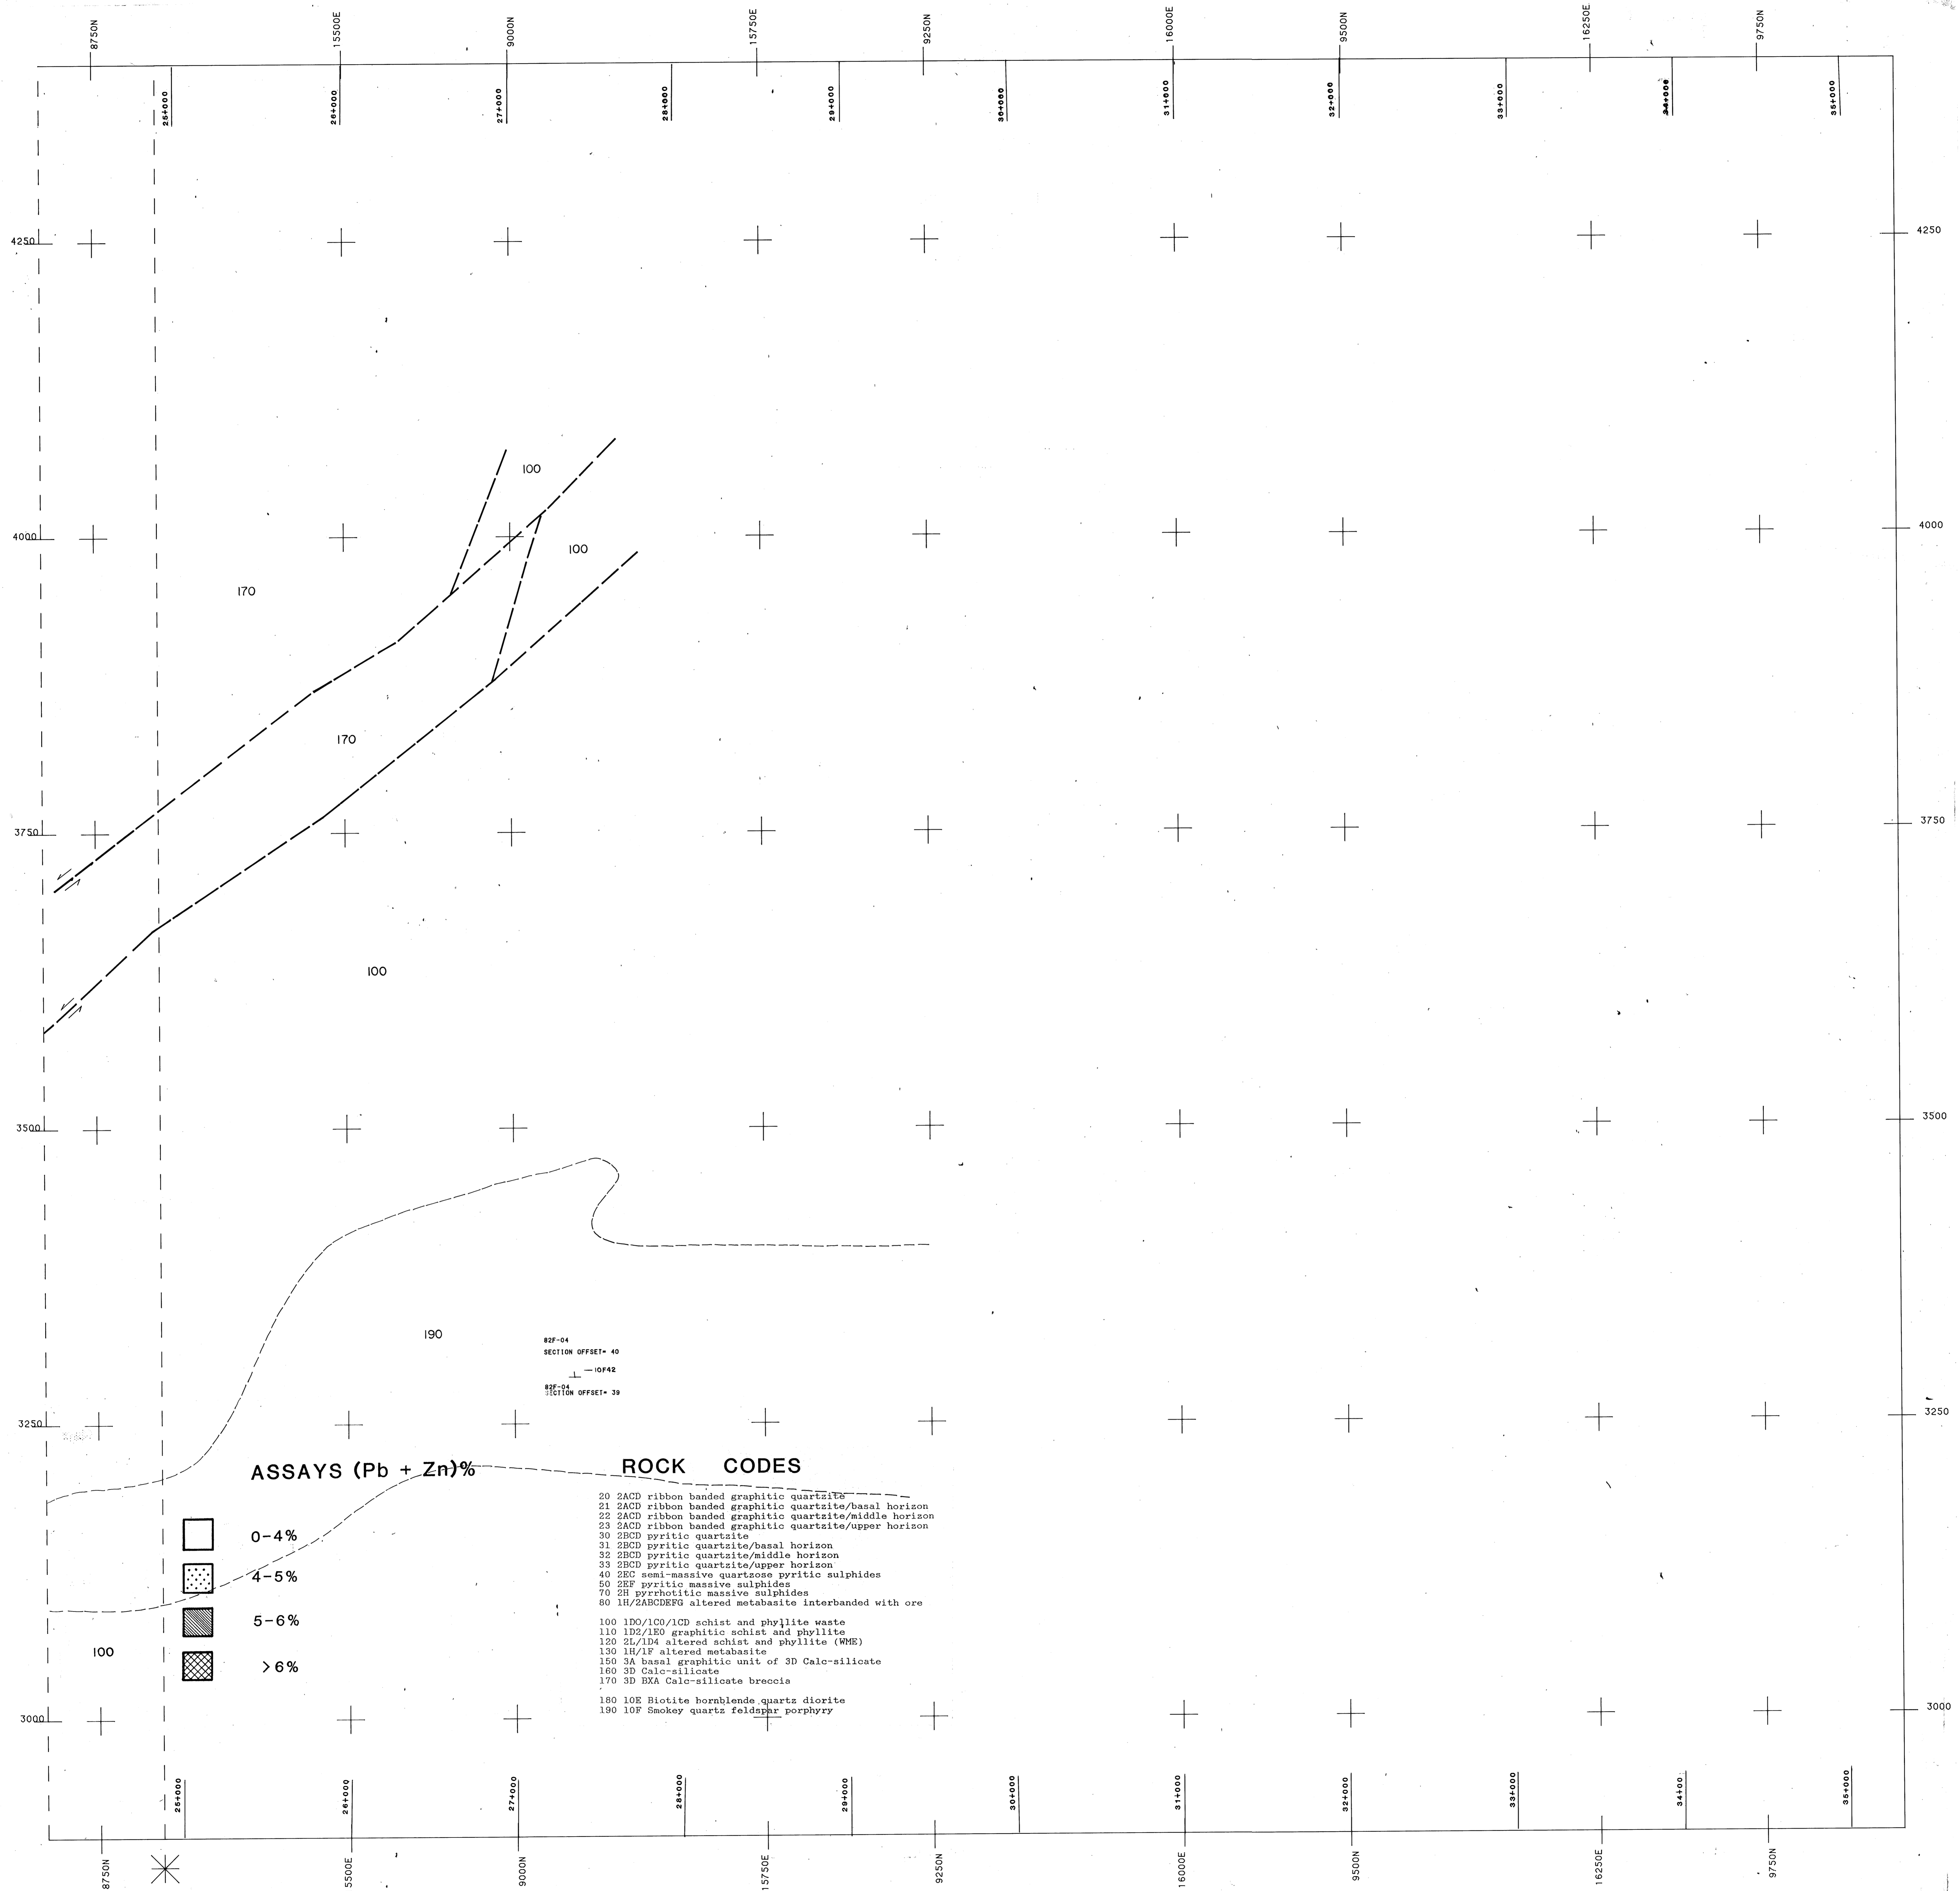 8750N 15500E 9000N 15750E 9250N 16000E 9500N 16250E 9750N
25+000 26+000 27+000 28+000 29+000 30+000 31+000 32+000 33+000 34+000 35+000
4250 4250
100
4000 4000
100
170
170
3750 3750
100
3500 3500
190
82F-04
SECTION OFFSET= 40
10F42
82F-04
SECTION OFFSET= 39
3250 3250
ASSAYS (Pb + Zn)%
0-4%
4-5%
5-6%
>6%
ROCK CODES
20 2ACD ribbon banded graphitic quartzite
21 2ACD ribbon banded graphitic quartzite/basal horizon
22 2ACD ribbon banded graphitic quartzite/middle horizon
23 2ACD ribbon banded graphitic quartzite/upper horizon
30 2BCD pyritic quartzite
31 2BCD pyritic quartzite/basal horizon
32 2BCD pyritic quartzite/middle horizon
33 2BCD pyritic quartzite/upper horizon
40 2EC semi-massive quartzose pyritic sulphides
50 2EF pyritic massive sulphides
70 2H pyrrhotitic massive sulphides
80 1H/2ABCDEFG altered metabasite interbanded with ore
100 1D0/1C0/1CD schist and phyllite waste
110 1D2/1E0 graphitic schist and phyllite
120 2L/1D4 altered schist and phyllite (WME)
130 1H/1F altered metabasite
150 3A basal graphitic unit of 3D Calc-silicate
160 3D Calc-silicate
170 3D BXA Calc-silicate breccia
180 10E Biotite hornblende quartz diorite
190 10F Smokey quartz feldspar porphyry
100
3000 3000
25+000 26+000 27+000 28+000 29+000 30+000 31+000 32+000 33+000 34+00 35+000
8750N 5500E 9000N 15750E 9250N 16000E 9500N 16250E 9750N